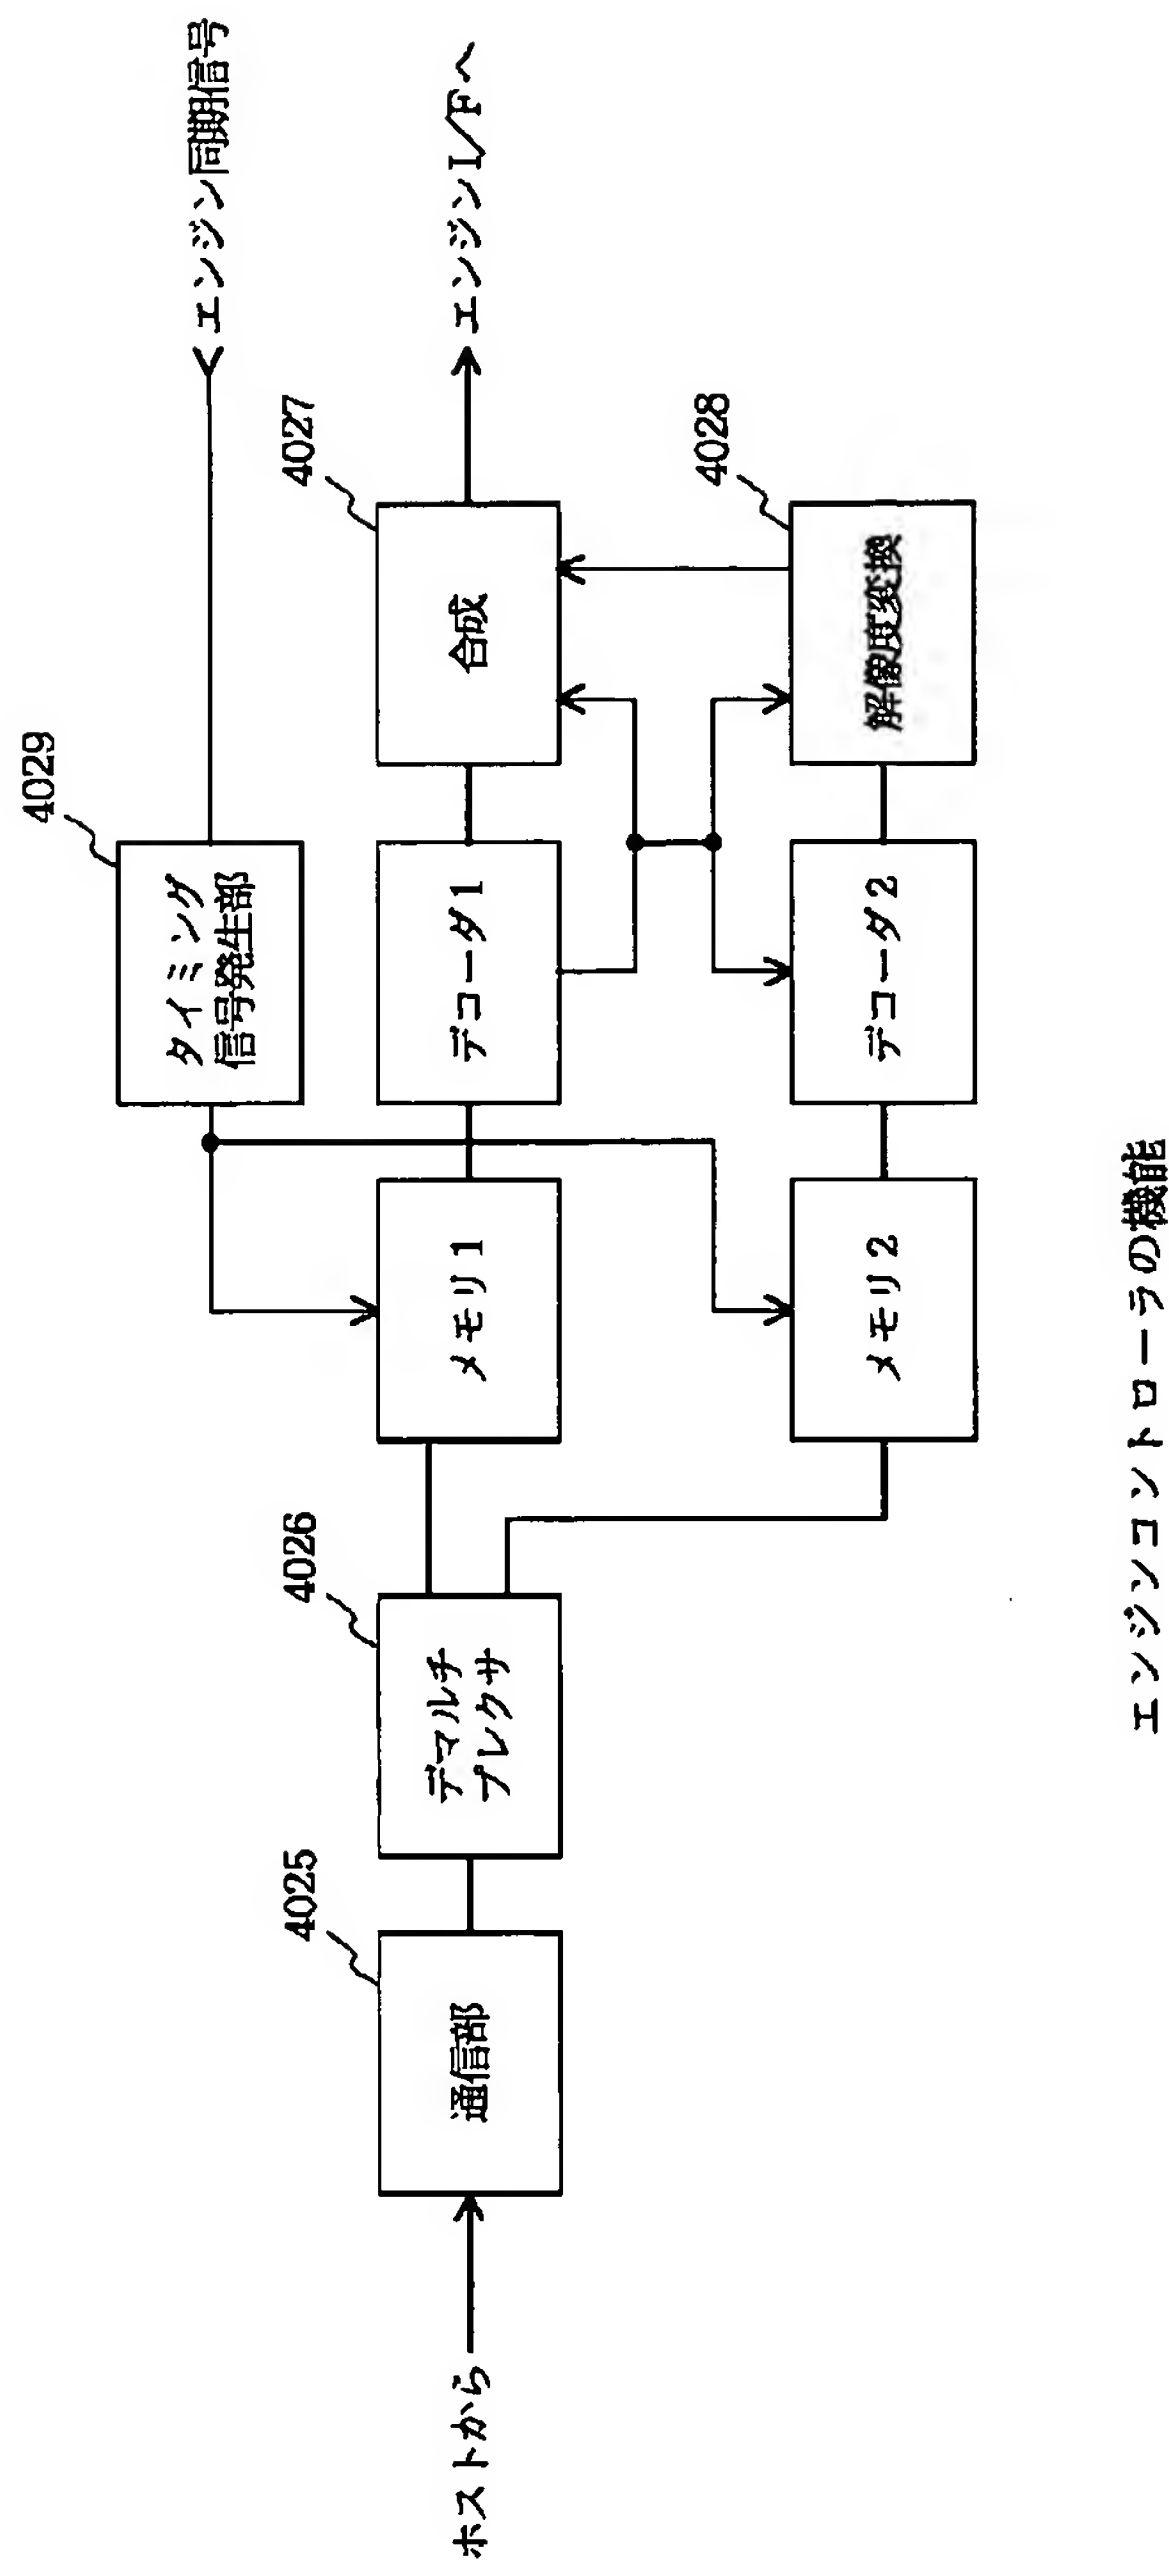 ホストから
4025
通信部
4026
デマルチ
プレクサ
メモリ1
メモリ2
4029
タイミング
信号発生部
デコーダ1
デコーダ2
4027
合成
4028
解像度変換
エンジン同期信号
エンジンI/Fへ
エンジンコントローラの機能